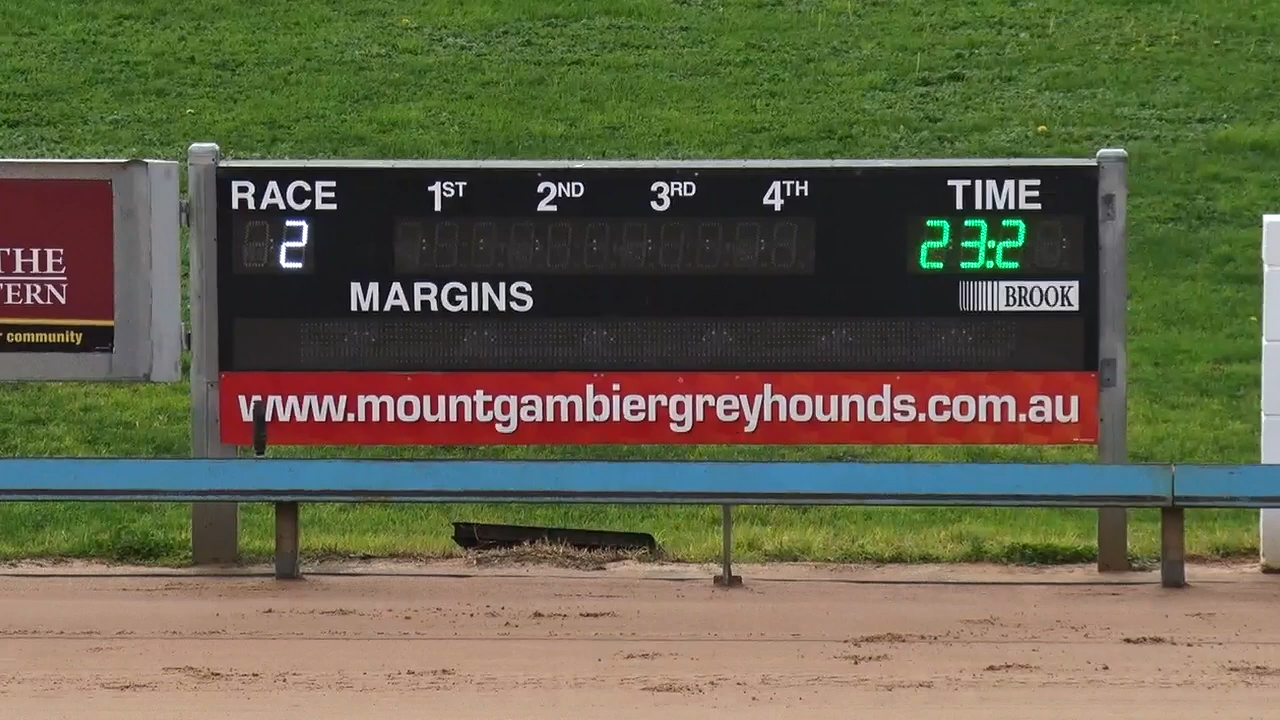 RACE 1ST 2ND 3RD 4TH TIME
2 23:2
MARGINS BROOK
www.mountgambiergreyhounds.com.au
THE
TERN
community